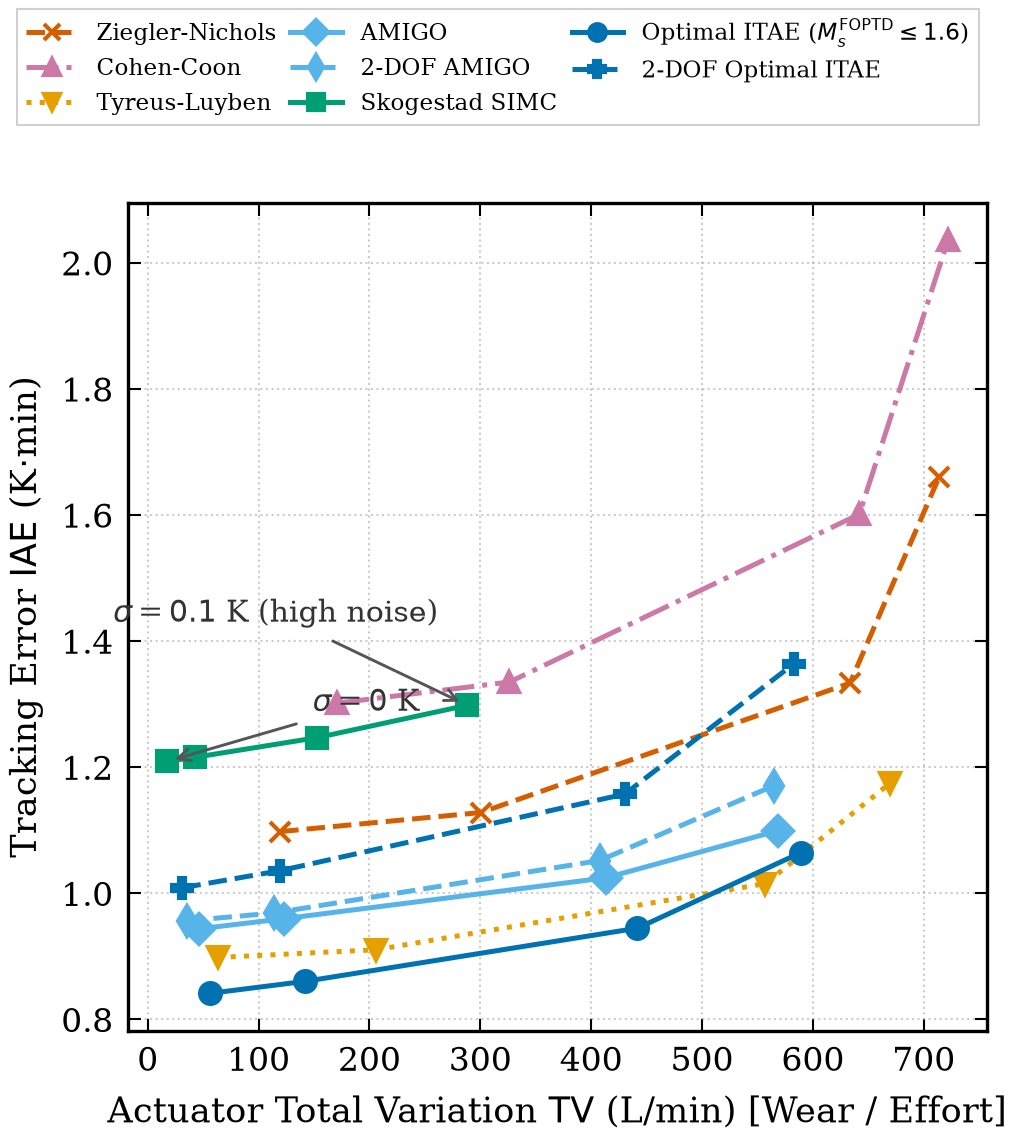 Ziegler-Nichols
Cohen-Coon
Tyreus-Luyben
AMIGO
2-DOF AMIGO
Skogestad SIMC
Optimal ITAE (M_s^FOPTD ≤ 1.6)
2-DOF Optimal ITAE
2.0
1.8
1.6
1.4
1.2
1.0
0.8
Tracking Error IAE (K·min)
σ = 0.1 K (high noise)
σ = 0 K
0 100 200 300 400 500 600 700
Actuator Total Variation TV (L/min) [Wear / Effort]